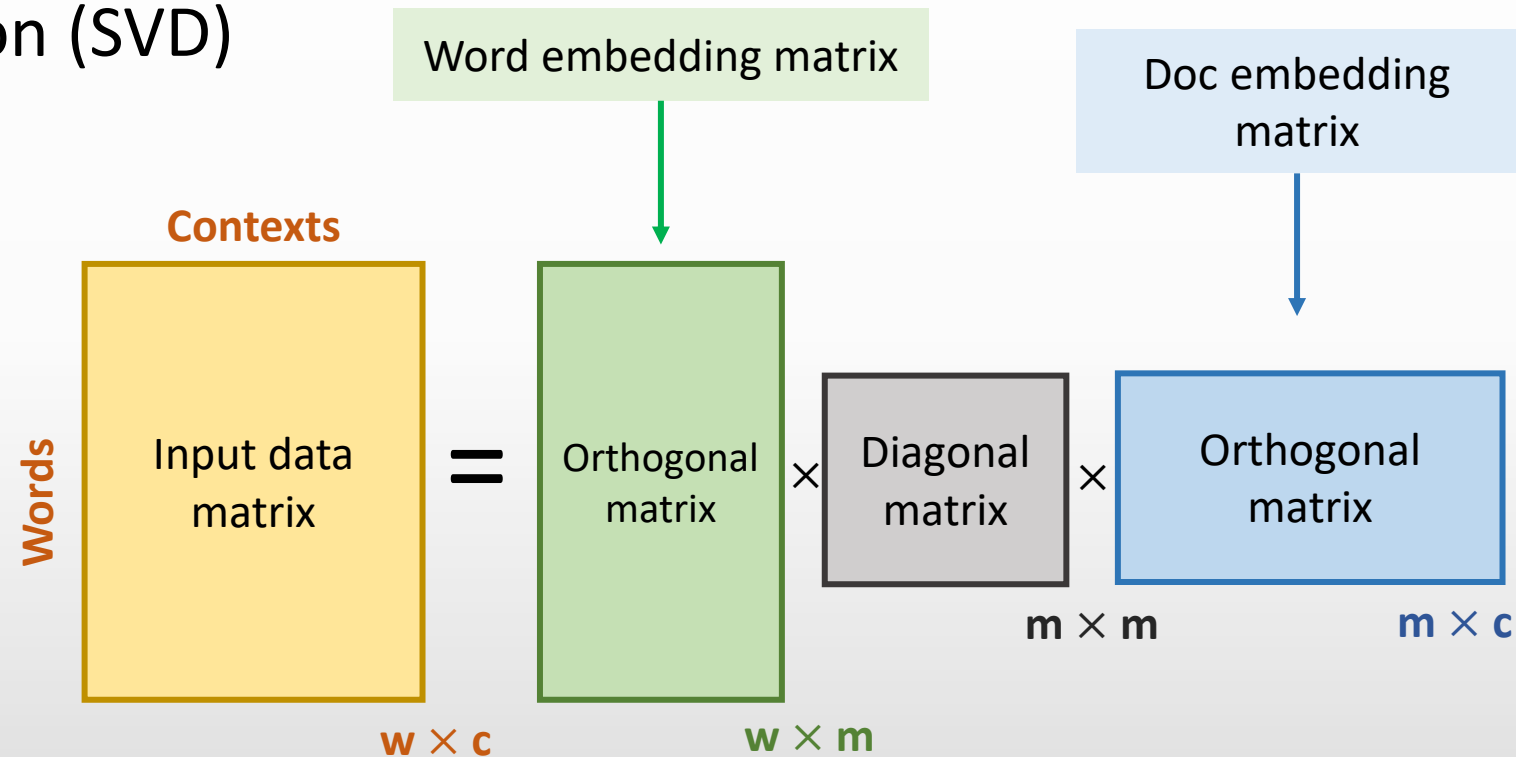 on (SVD)
Word embedding matrix
Doc embedding
matrix
Contexts
Words
Input data
matrix
=
Orthogonal
matrix
×
Diagonal
matrix
×
Orthogonal
matrix
m × m
m × c
w × c
w × m